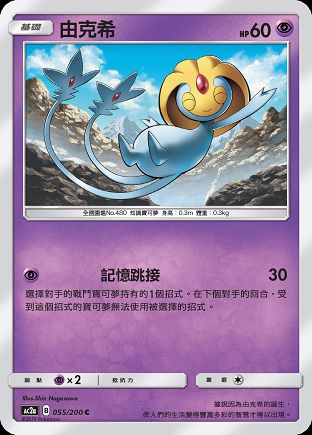 基礎 由克希 HP60
全國圖鑑No.480 知識寶可夢 身高：0.3m 體重：0.3kg
記憶跳接 30
選擇對手的戰鬥寶可夢持有的1個招式。在下個對手的回合，受
到這個招式的寶可夢無法使用被選擇的招式。
弱點 ×2 抵抗力 撤退
Illus.Shin Nagasawa
AC2a B 055/200 C
©2019 Pokémon
據說因為由克希的誕生，
使人們的生活變得豐富多彩的智慧也誕生了。